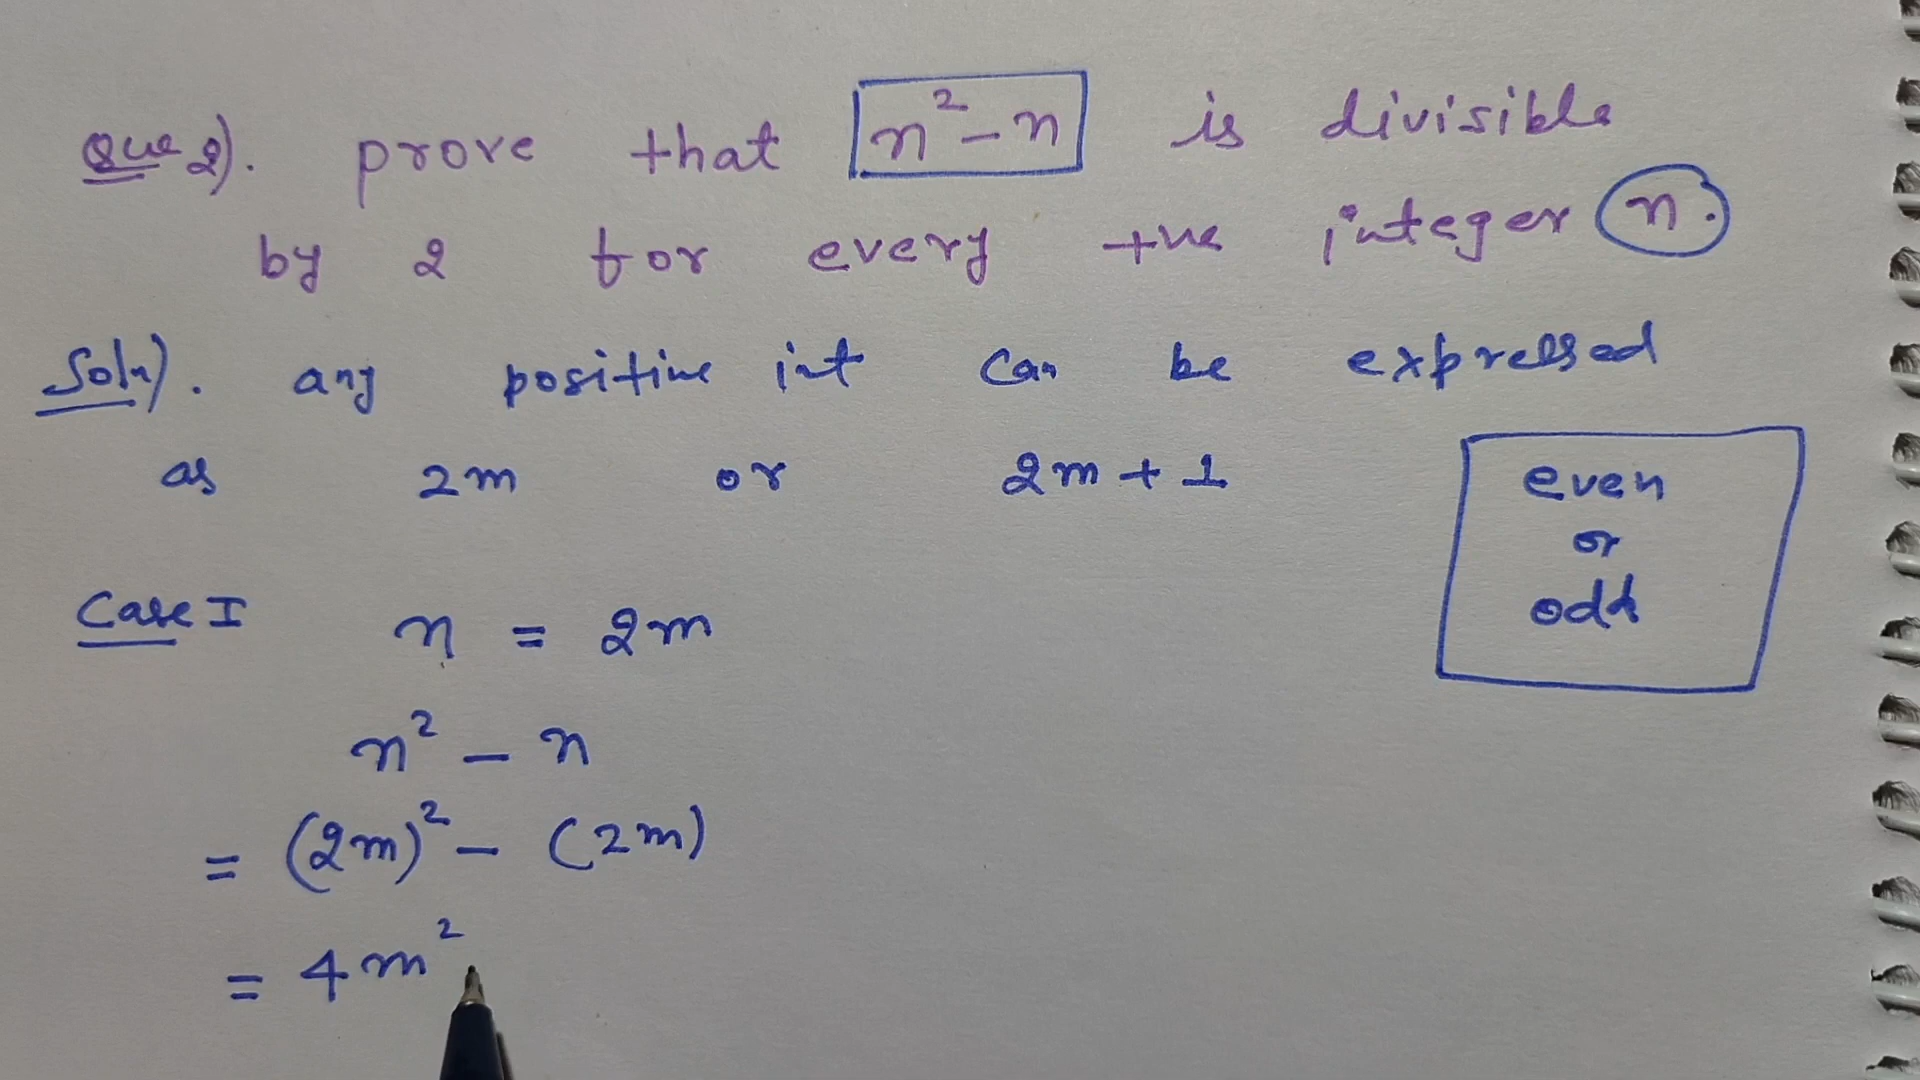 Que 2). prove that n² - n is divisible
by 2 for every +ve integer n.
Soln). any positive int can be expressed
as 2m or 2m + 1
even
or
odd
Case I n = 2m
n² - n
= (2m)² - (2m)
= 4m²